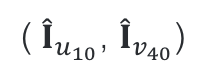 ( Î_{u_{10}}, Î_{v_{40}} )